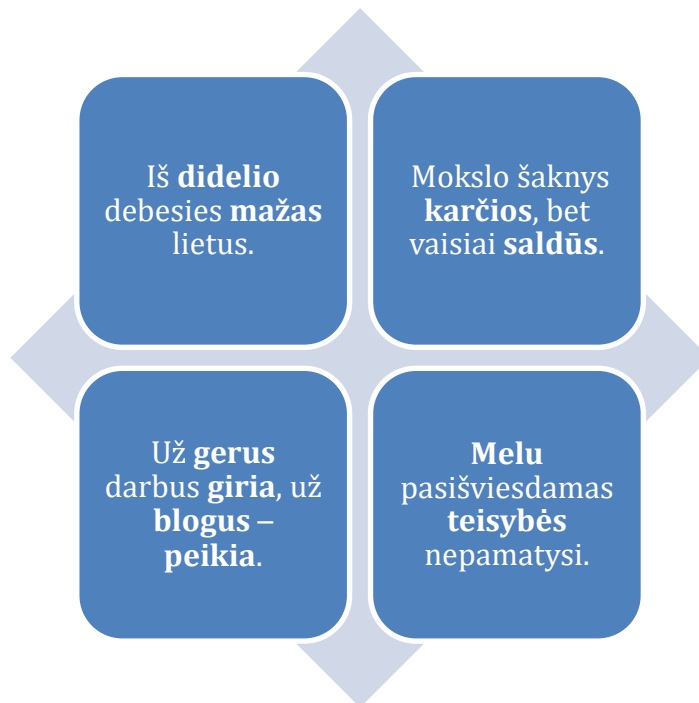 Iš didelio
debesies mažas
lietus.
Mokslo šaknys
karčios, bet
vaisiai saldūs.
Už gerus
darbus giria, už
blogus –
peikia.
Melu
pasišviesdamas
teisybės
nepamatysi.